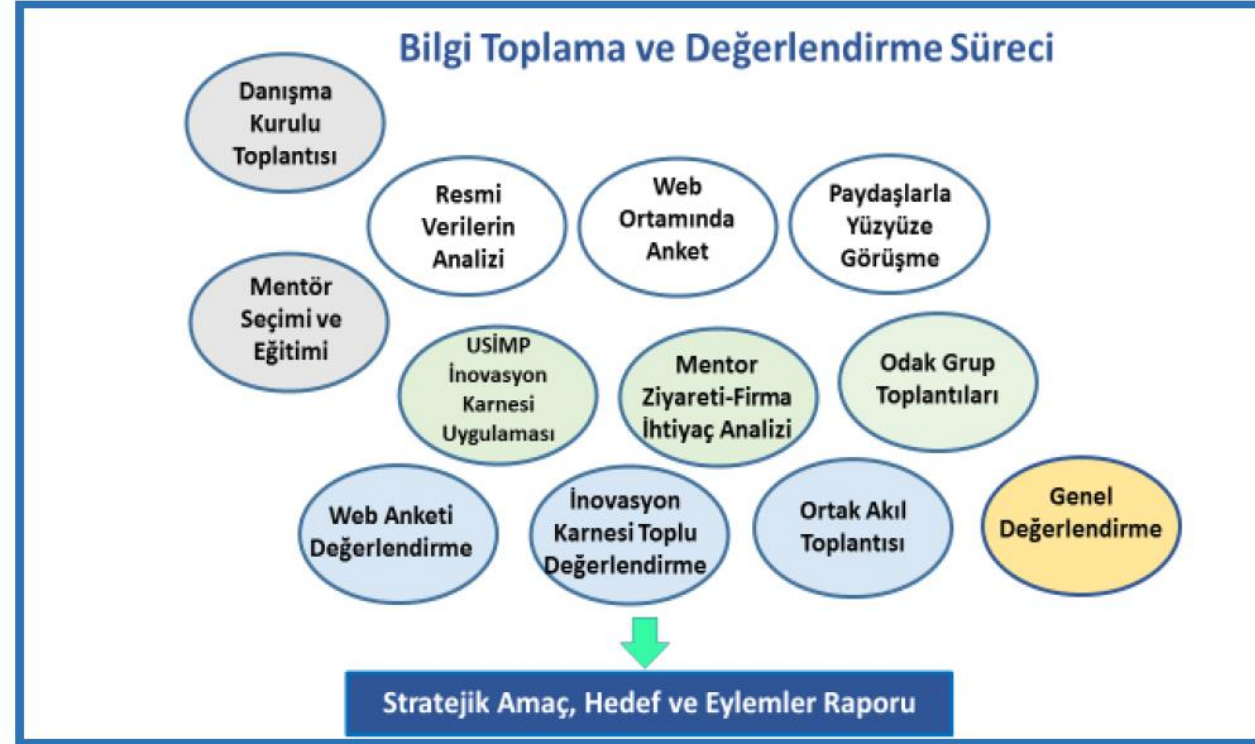 Bilgi Toplama ve Değerlendirme Süreci
Danışma
Kurulu
Toplantısı
Resmi
Verilerin
Analizi
Web
Ortamında
Anket
Paydaşlarla
Yüzyüze
Görüşme
Mentör
Seçimi ve
Eğitimi
USİMP
İnovasyon
Karnesi
Uygulaması
Mentor
Ziyareti-Firma
İhtiyaç Analizi
Odak Grup
Toplantıları
Web Anketi
Değerlendirme
İnovasyon
Karnesi Toplu
Değerlendirme
Ortak Akıl
Toplantısı
Genel
Değerlendirme
Stratejik Amaç, Hedef ve Eylemler Raporu